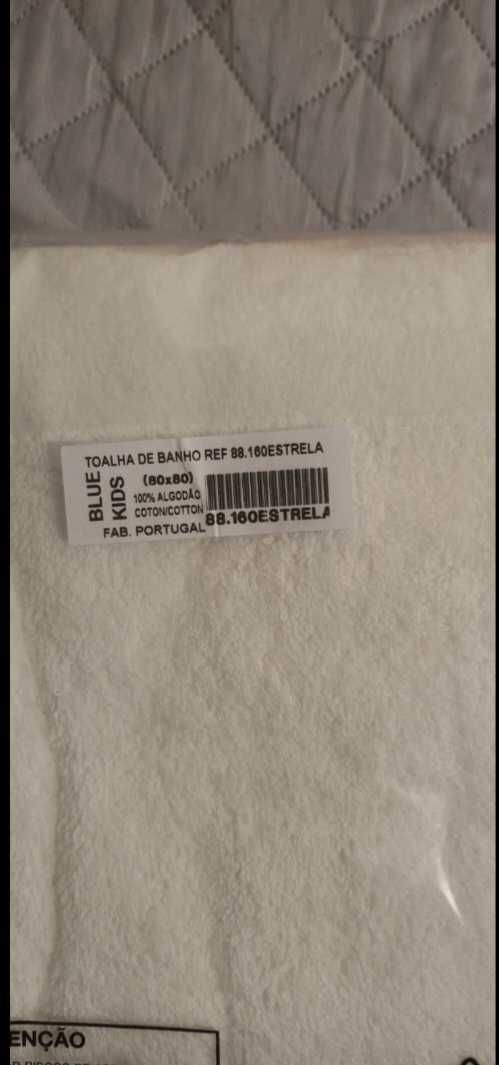 TOALHA DE BANHO REF 88.160ESTRELA
BLUE
KIDS
(80x80)
100% ALGODÃO
COTON/COTTON
FAB. PORTUGAL
88.160ESTRELA
ENÇÃO